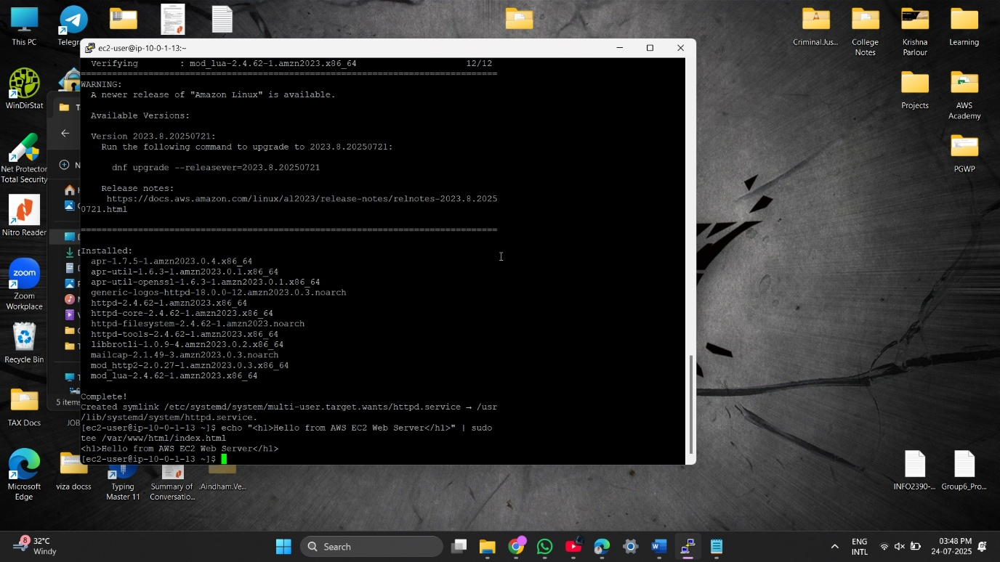 This PC
Telegr
CriminalJus...
College
Notes
Krishna
Parlour
Learning
ec2-user@ip-10-0-1-13:~
Verifying        : mod_lua-2.4.62-1.amzn2023.x86_64                     12/12
================================================================================
WARNING:
A newer release of "Amazon Linux" is available.
Available Versions:
Version 2023.8.20250721:
Run the following command to upgrade to 2023.8.20250721:
dnf upgrade --releasever=2023.8.20250721
Release notes:
https://docs.aws.amazon.com/linux/al2023/release-notes/relnotes-2023.8.2025
0721.html
================================================================================
Installed:
apr-1.7.5-1.amzn2023.0.4.x86_64
apr-util-1.6.3-1.amzn2023.0.1.x86_64
apr-util-openssl-1.6.3-1.amzn2023.0.1.x86_64
generic-logos-httpd-18.0.0-12.amzn2023.0.3.noarch
httpd-2.4.62-1.amzn2023.x86_64
httpd-core-2.4.62-1.amzn2023.x86_64
httpd-filesystem-2.4.62-1.amzn2023.noarch
httpd-tools-2.4.62-1.amzn2023.x86_64
libbrotli-1.0.9-4.amzn2023.0.2.x86_64
mailcap-2.1.49-3.amzn2023.0.3.noarch
mod_http2-2.0.27-1.amzn2023.0.3.x86_64
mod_lua-2.4.62-1.amzn2023.x86_64
Complete!
Created symlink /etc/systemd/system/multi-user.target.wants/httpd.service → /usr
/lib/systemd/system/httpd.service.
[ec2-user@ip-10-0-1-13 ~]$ echo "<h1>Hello from AWS EC2 Web Server</h1>" | sudo
tee /var/www/html/index.html
<h1>Hello from AWS EC2 Web Server</h1>
[ec2-user@ip-10-0-1-13 ~]$
WinDirStat
Projects
AWS
Academy
Net Protector
Total Security
PGWP
Nitro Reader
zoom
Zoom
Workplace
Recycle Bin
5 items
TAX Docs
JOB
Microsoft
Edge
viza docss
Typing
Master 11
Summary of
Conversatio...
.Aindham.Ve...
INFO2390-...
Group6_Pro...
8
32°C
Windy
Search
ENG
INTL
03:48 PM
24-07-2025